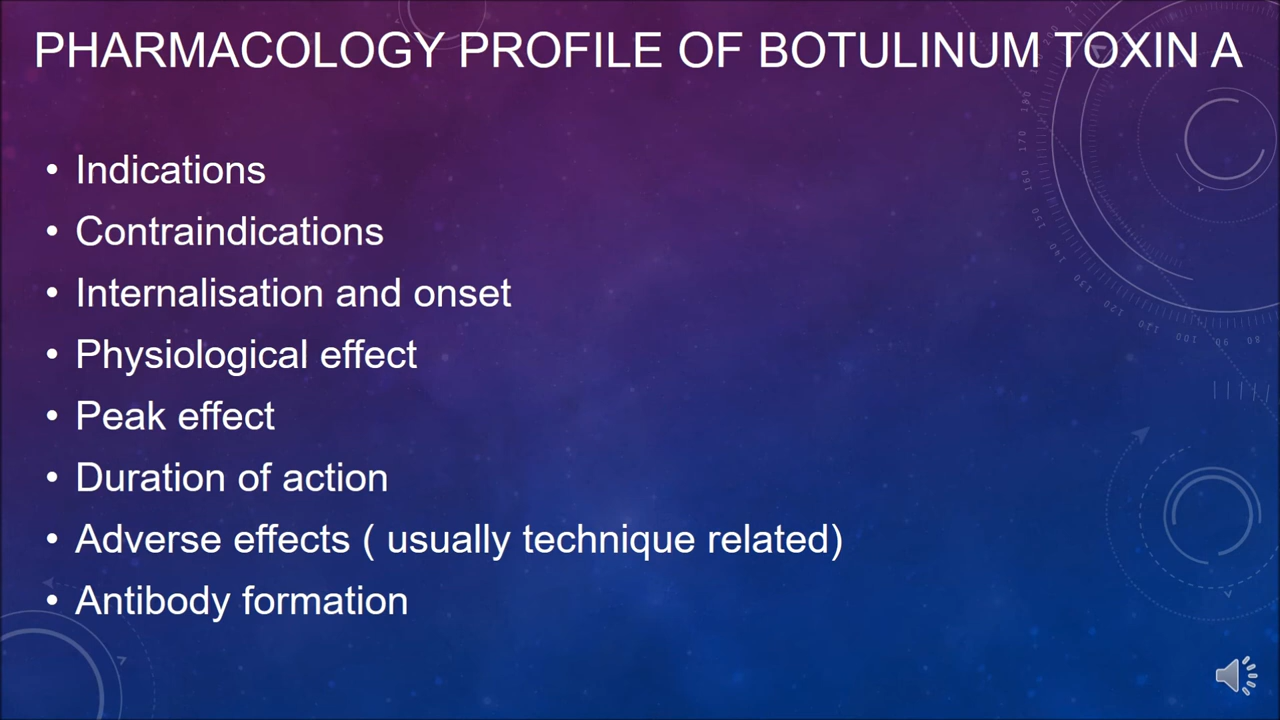 PHARMACOLOGY PROFILE OF BOTULINUM TOXIN A
• Indications
• Contraindications
• Internalisation and onset
• Physiological effect
• Peak effect
• Duration of action
• Adverse effects ( usually technique related)
• Antibody formation